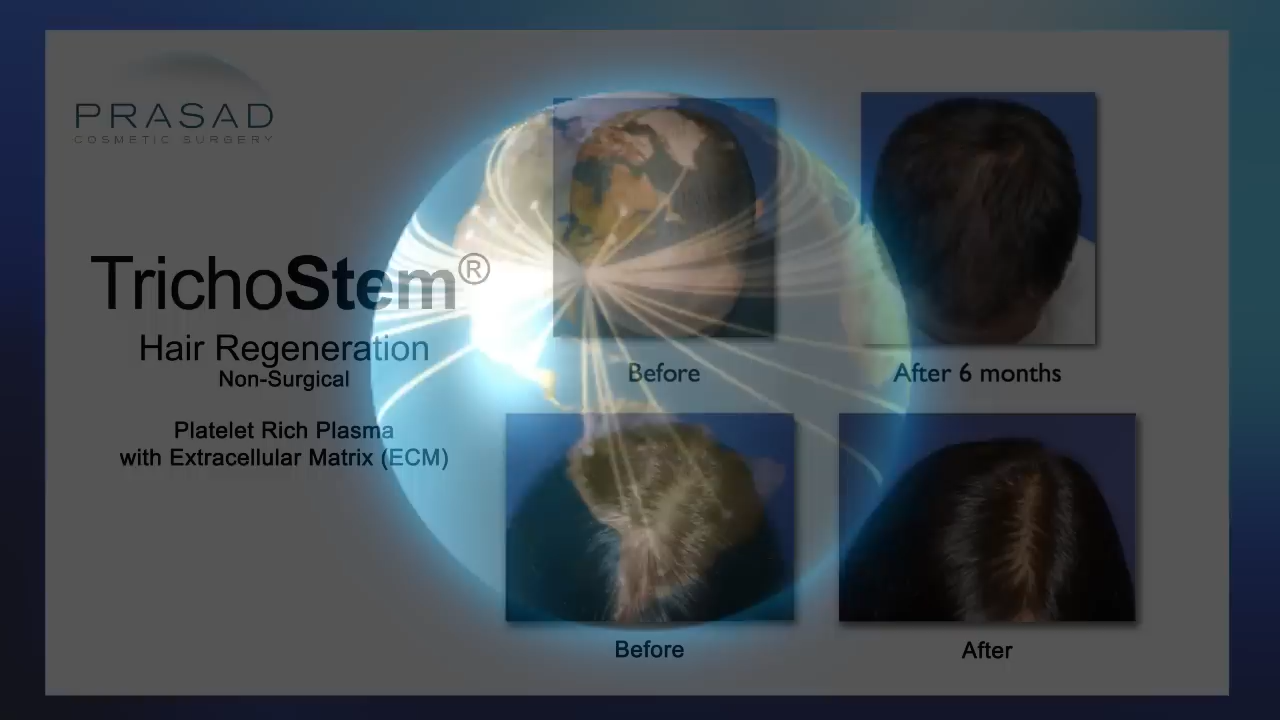 PRASAD
COSMETIC SURGERY
TrichoStem®
Hair Regeneration
Non-Surgical
Platelet Rich Plasma
with Extracellular Matrix (ECM)
Before
After 6 months
Before
After